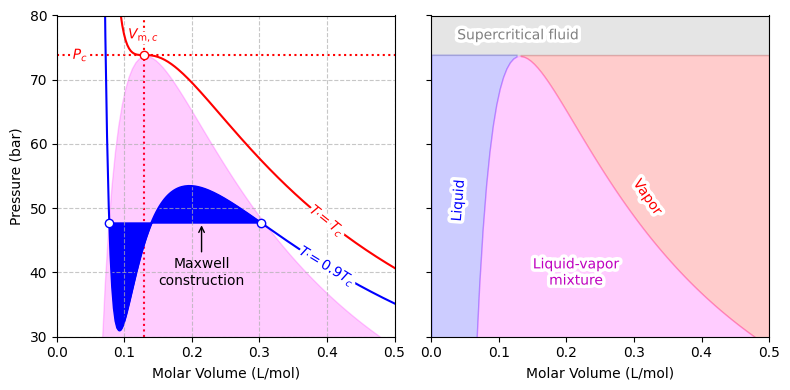 80
70
60
50
40
30
Pressure (bar)
0.0 0.1 0.2 0.3 0.4 0.5
Molar Volume (L/mol)
V_{m,c}
P_c
T = T_c
T = 0.9T_c
Maxwell
construction
Supercritical fluid
Liquid
Vapor
Liquid-vapor
mixture
0.0 0.1 0.2 0.3 0.4 0.5
Molar Volume (L/mol)